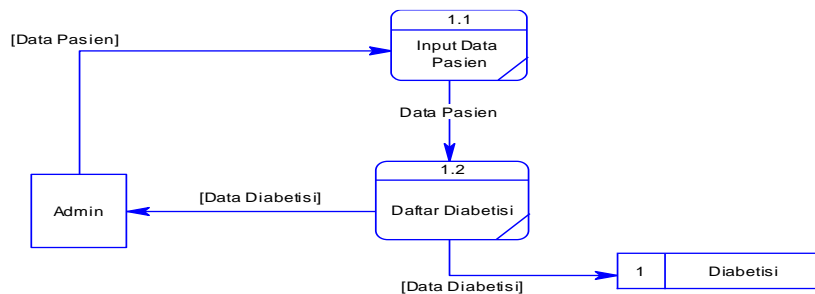 1.1
[Data Pasien]
Input Data
Pasien
Data Pasien
1.2
[Data Diabetisi]
Admin
Daftar Diabetisi
1
Diabetisi
[Data Diabetisi]